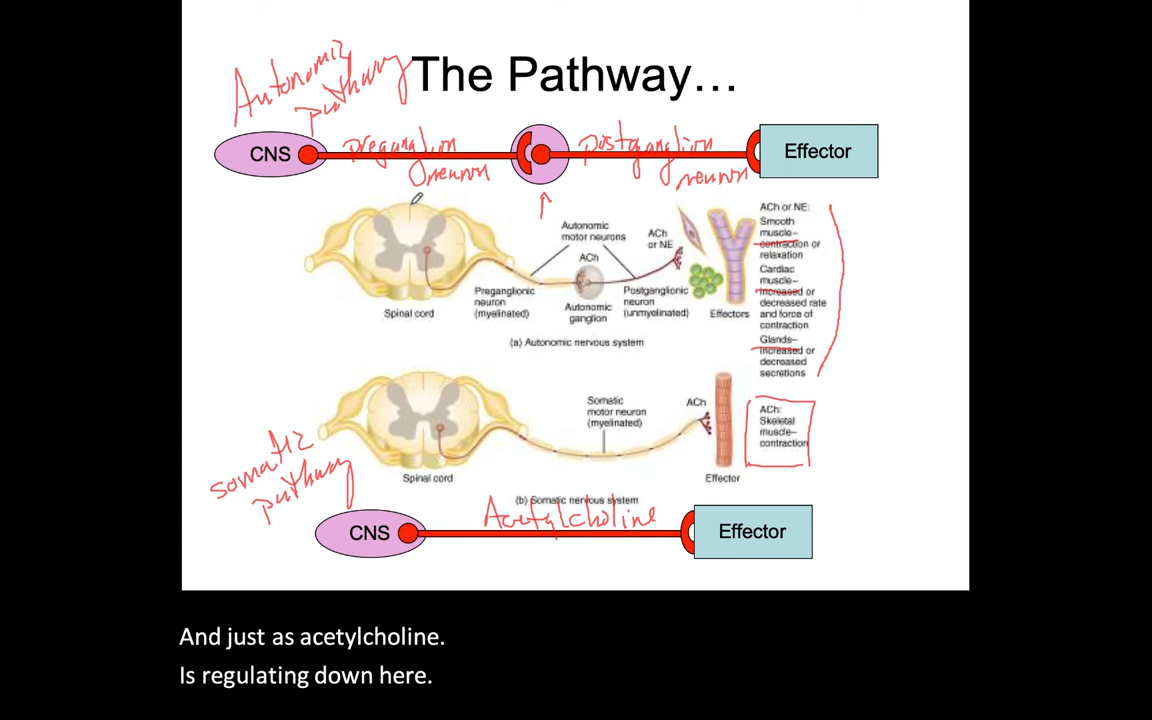 The Pathway…
Autonomic
pathway
CNS
preganglion
neuron
postganglion
neuron
Effector
Autonomic
motor neurons
ACh
ACh
or NE
Preganglionic
neuron
(myelinated)
Autonomic
ganglion
Postganglionic
neuron
(unmyelinated)
Spinal cord
Effectors
ACh or NE:
Smooth
muscle–
contraction or
relaxation
Cardiac
muscle–
increased or
decreased rate
and force of
contraction
Glands–
increased or
decreased
secretions
(a) Autonomic nervous system
Somatic
motor neuron
(myelinated)
ACh
ACh:
Skeletal
muscle–
contraction
Spinal cord
Effector
somatic
pathway
(b) Somatic nervous system
Acetylcholine
CNS
Effector
And just as acetylcholine.
Is regulating down here.